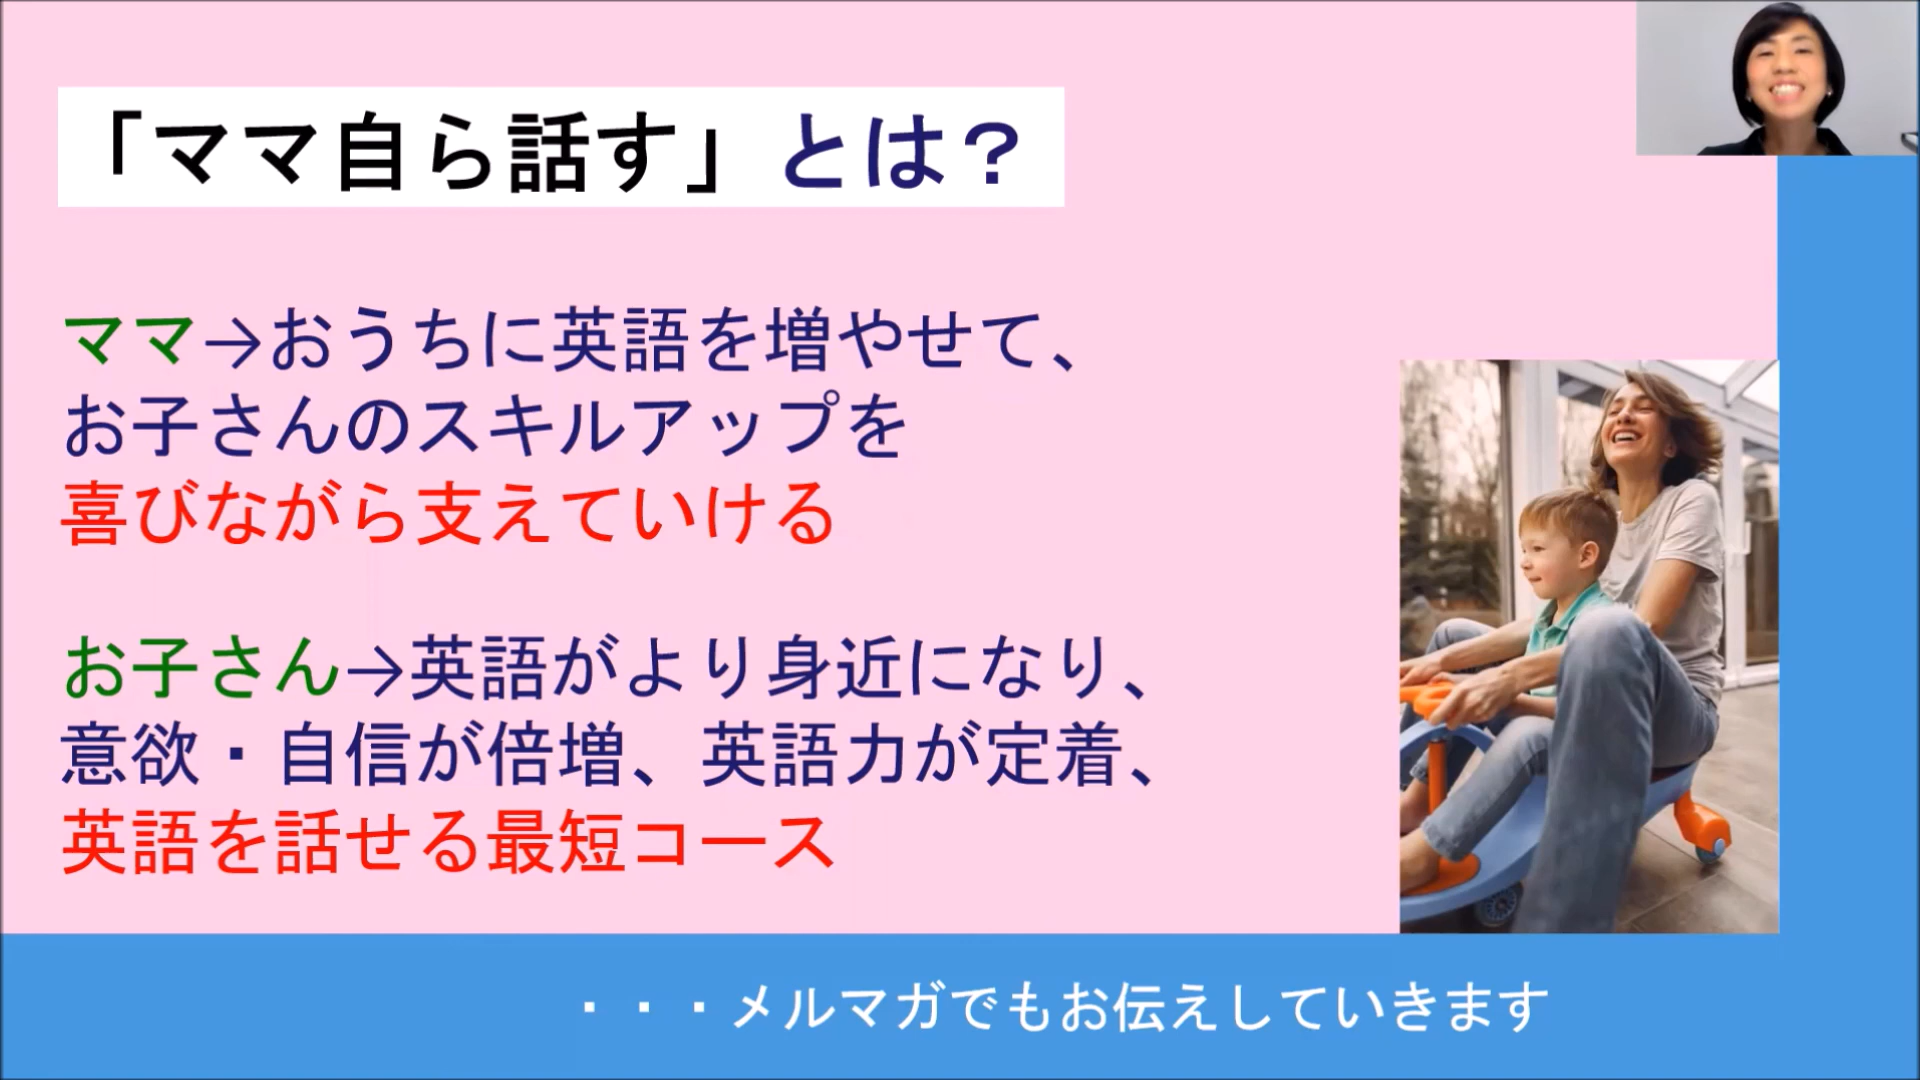 「ママ自ら話す」とは？
ママ→おうちに英語を増やせて、
お子さんのスキルアップを
喜びながら支えていける
お子さん→英語がより身近になり、
意欲・自信が倍増、英語力が定着、
英語を話せる最短コース
・・・メルマガでもお伝えしていきます